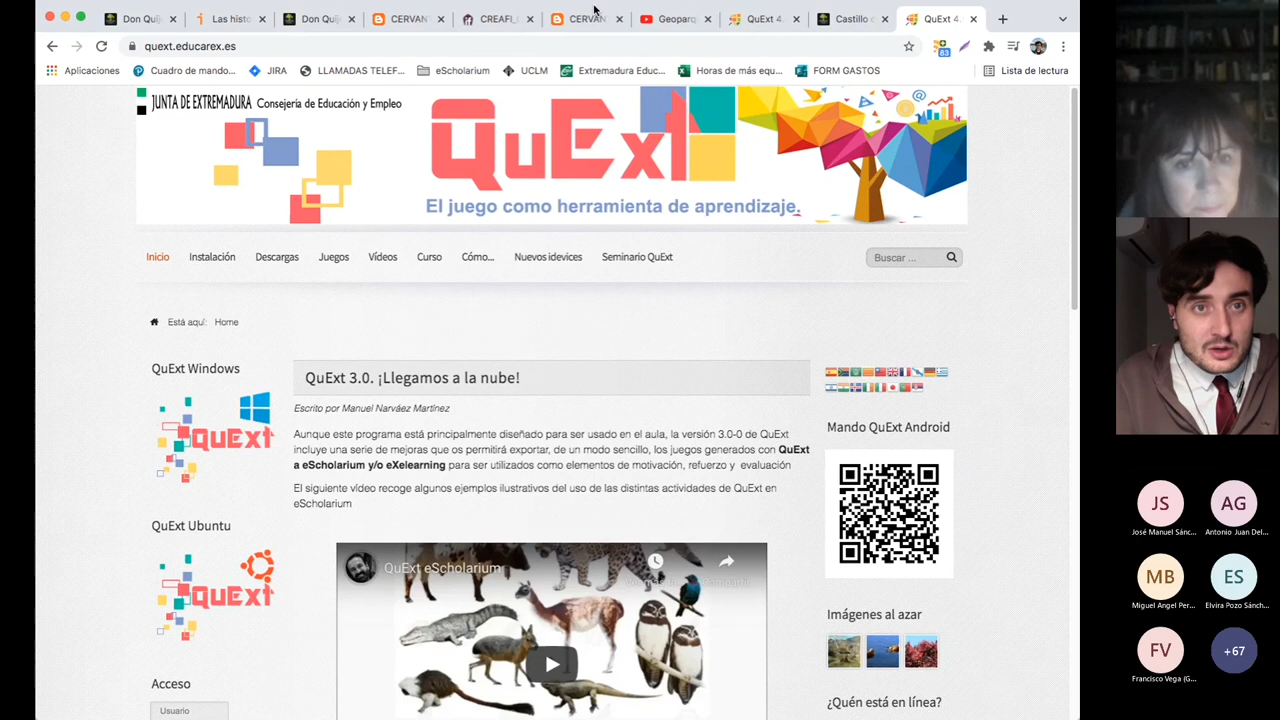 Don Quij
Las histo
Don Quij
CERVAN
CREAFI_
CERVAN
Geoparq
QuExt 4.
Castillo
QuExt 4.
quext.educarex.es
83
Aplicaciones
Cuadro de mando...
JIRA
LLAMADAS TELEF...
eScholarium
UCLM
Extremadura Educ...
Horas de más equ...
FORM GASTOS
Lista de lectura
JUNTA DE EXTREMADURA Consejería de Educación y Empleo
QuExt
El juego como herramienta de aprendizaje.
Inicio
Instalación
Descargas
Juegos
Vídeos
Curso
Cómo...
Nuevos idevices
Seminario QuExt
Buscar ...
Está aquí: Home
QuExt Windows
QuExt
QuExt Ubuntu
QuExt
Acceso
Usuario
QuExt 3.0. ¡Llegamos a la nube!
Escrito por Manuel Narváez Martínez
Aunque este programa está principalmente diseñado para ser usado en el aula, la versión 3.0-0 de QuExt
incluye una serie de mejoras que os permitirá exportar, de un modo sencillo, los juegos generados con QuExt
a eScholarium y/o eXelearning para ser utilizados como elementos de motivación, refuerzo y evaluación
El siguiente vídeo recoge algunos ejemplos ilustrativos del uso de las distintas actividades de QuExt en
eScholarium
QuExt eScholarium
Mando QuExt Android
Imágenes al azar
¿Quén está en línea?
JS
José Manuel Sánc...
AG
Antonio Juan Del...
MB
Miguel Angel Per...
ES
Elvira Pozo Sánch...
FV
Francisco Vega (G...
+67